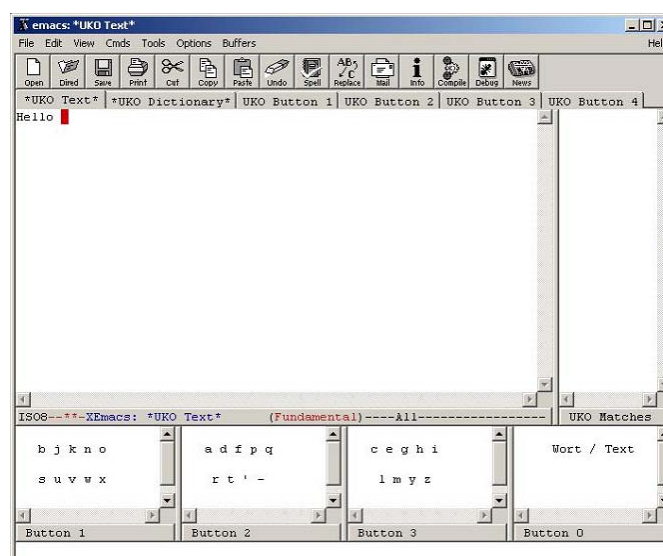 emacs: *UKO Text*
File Edit View Cmds Tools Options Buffers Hel
Open Dired Save Print Cut Copy Paste Undo Spell Replace Mail Info Compile Debug News
*UKO Text* *UKO Dictionary* UKO Button 1 UKO Button 2 UKO Button 3 UKO Button 4
Hello
ISO8--**-XEmacs: *UKO Text* (Fundamental)----All-----------------
UKO Matches
b j k n o
s u v w x
a d f p q
r t ' -
c e g h i
l m y z
Wort / Text
Button 1 Button 2 Button 3 Button 0